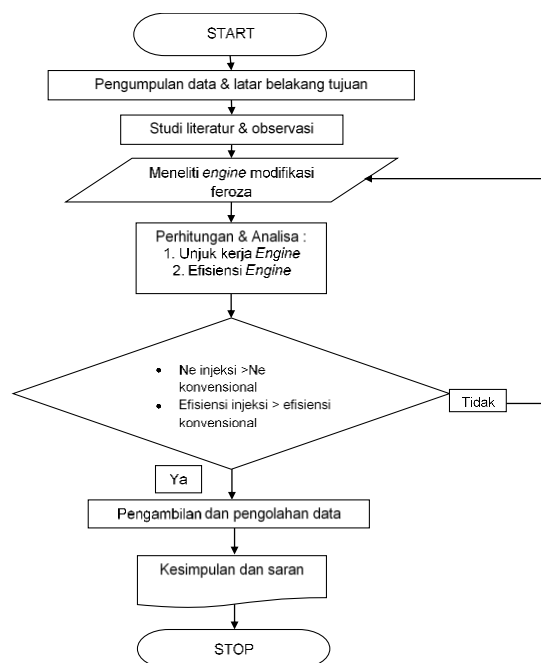 START
Pengumpulan data & latar belakang tujuan
Studi literatur & observasi
Meneliti engine modifikasi
feroza
Perhitungan & Analisa :
1. Unjuk kerja Engine
2. Efisiensi Engine
• Ne injeksi >Ne
konvensional
• Efisiensi injeksi > efisiensi
konvensional
Tidak
Ya
Pengambilan dan pengolahan data
Kesimpulan dan saran
STOP